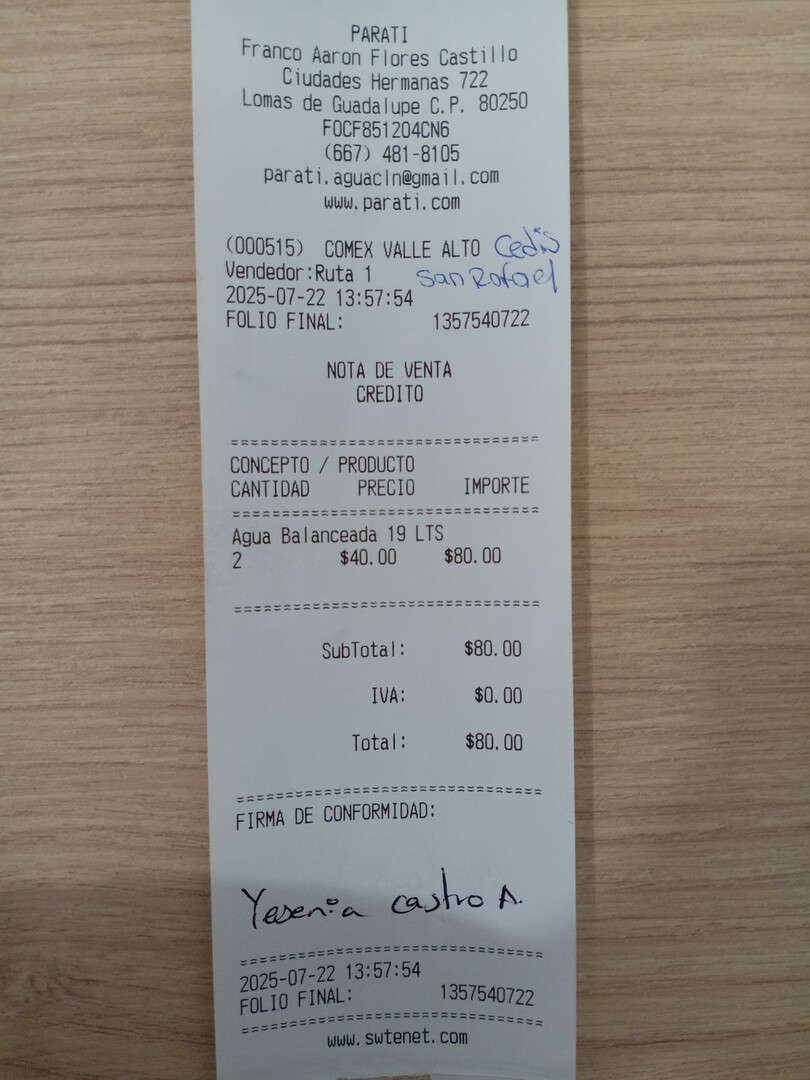 PARATI
Franco Aaron Flores Castillo
Ciudades Hermanas 722
Lomas de Guadalupe C.P. 80250
FOCF851204CN6
(667) 481-8105
parati.aguacln@gmail.com
www.parati.com
(000515) COMEX VALLE ALTO Cedis
Vendedor:Ruta 1 San Rafael
2025-07-22 13:57:54
FOLIO FINAL: 1357540722
NOTA DE VENTA
CREDITO
================================
CONCEPTO / PRODUCTO
CANTIDAD PRECIO IMPORTE
================================
Agua Balanceada 19 LTS
2 $40.00 $80.00
================================
SubTotal: $80.00
IVA: $0.00
Total: $80.00
================================
FIRMA DE CONFORMIDAD:
Yesenia Castro A.
================================
2025-07-22 13:57:54
FOLIO FINAL: 1357540722
================================
www.swtenet.com